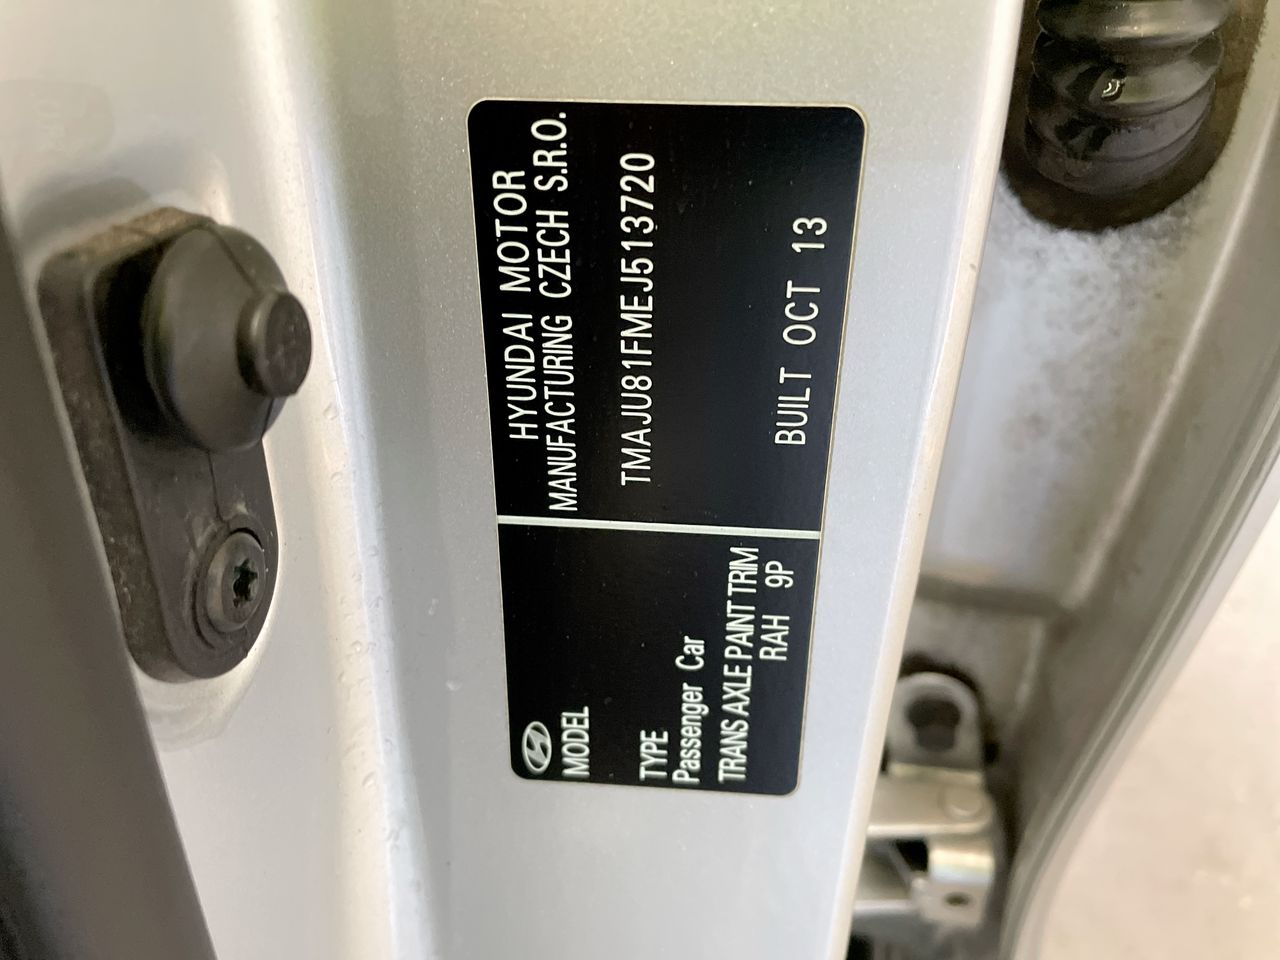 HYUNDAI MOTOR
MANUFACTURING CZECH S.R.O.
TMAJU81FMEJ513720
BUILT OCT 13
MODEL
TYPE
Passenger Car
TRANS AXLE PAINT TRIM
RAH 9P